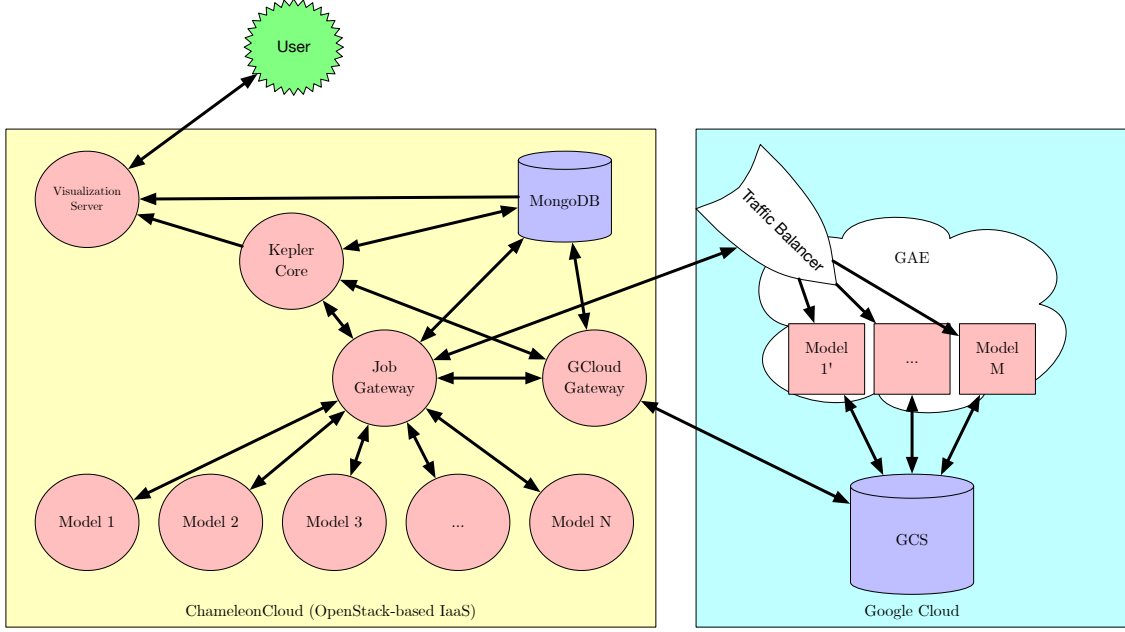 User
Visualization
Server
MongoDB
Kepler
Core
Traffic Balancer
GAE
Job
Gateway
GCloud
Gateway
Model
1'
...
Model
M
Model 1
Model 2
Model 3
...
Model N
GCS
ChameleonCloud (OpenStack-based IaaS)
Google Cloud